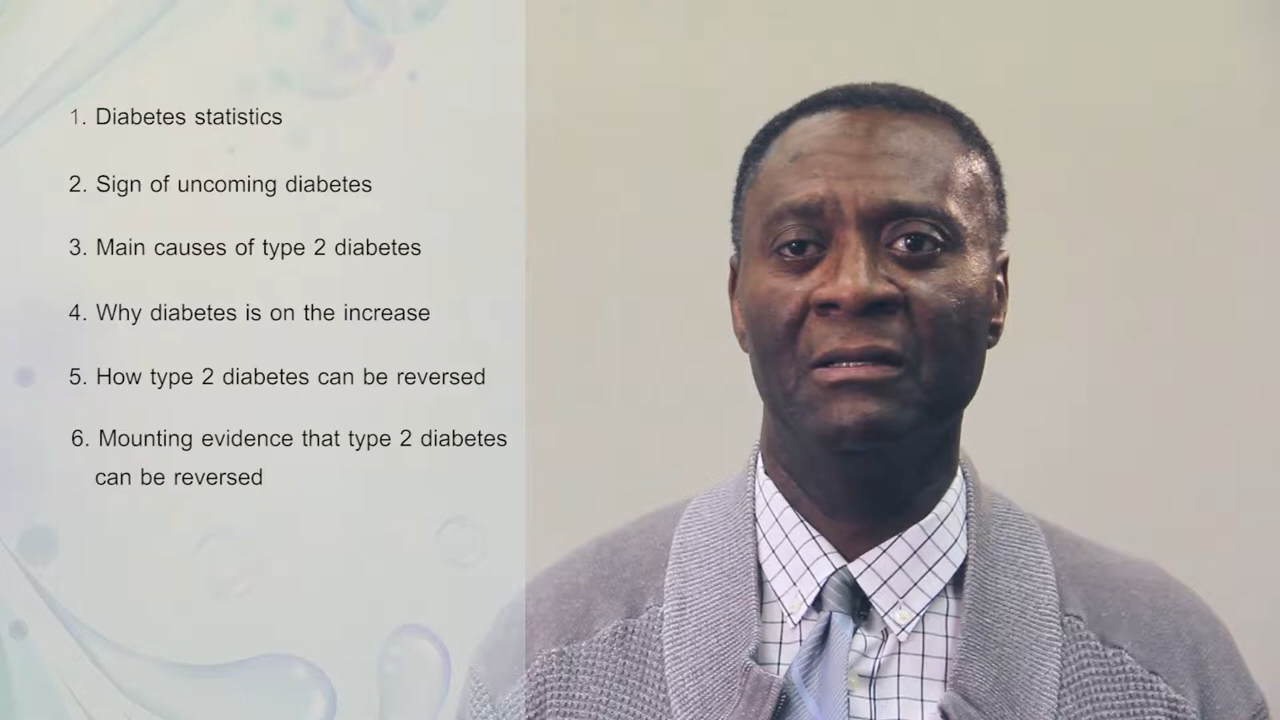 1. Diabetes statistics
2. Sign of uncoming diabetes
3. Main causes of type 2 diabetes
4. Why diabetes is on the increase
5. How type 2 diabetes can be reversed
6. Mounting evidence that type 2 diabetes
can be reversed